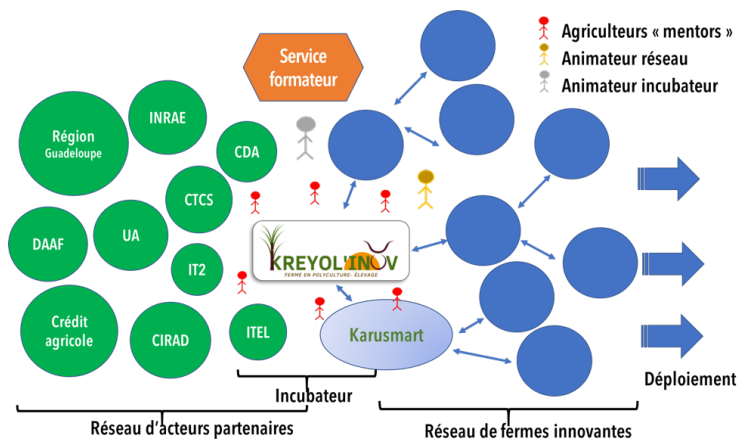 Service
formateur
Agriculteurs « mentors »
Animateur réseau
Animateur incubateur
Région
Guadeloupe
INRAE
CDA
CTCS
DAAF
UA
IT2
KREYOL'INOV
FERME EN POLYCULTURE- ÉLEVAGE
Crédit
agricole
CIRAD
ITEL
Karusmart
Déploiement
Incubateur
Réseau d'acteurs partenaires
Réseau de fermes innovantes